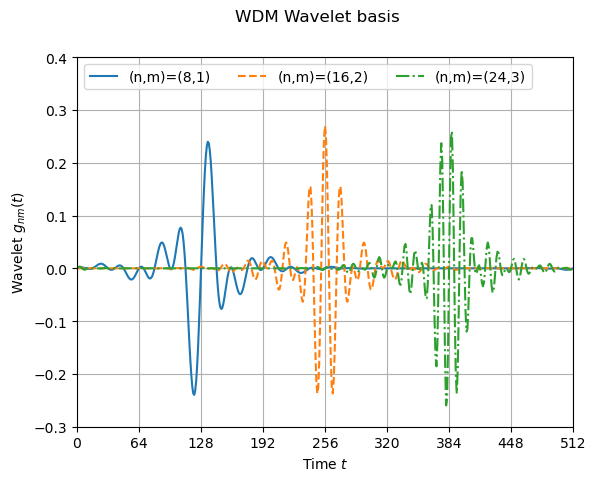 WDM Wavelet basis
(n,m)=(8,1) (n,m)=(16,2) (n,m)=(24,3)
0.4
0.3
0.2
0.1
0.0
−0.1
−0.2
−0.3
Wavelet gnm(t)
0 64 128 192 256 320 384 448 512
Time t